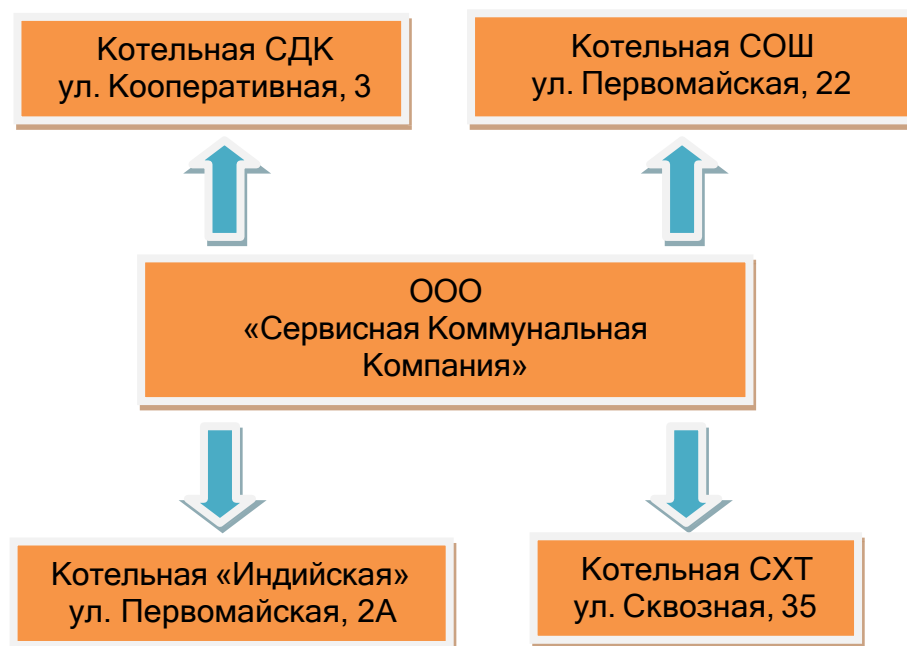 Котельная СДК
ул. Кооперативная, 3
Котельная СОШ
ул. Первомайская, 22
ООО
«Сервисная Коммунальная
Компания»
Котельная «Индийская»
ул. Первомайская, 2А
Котельная СХТ
ул. Сквозная, 35